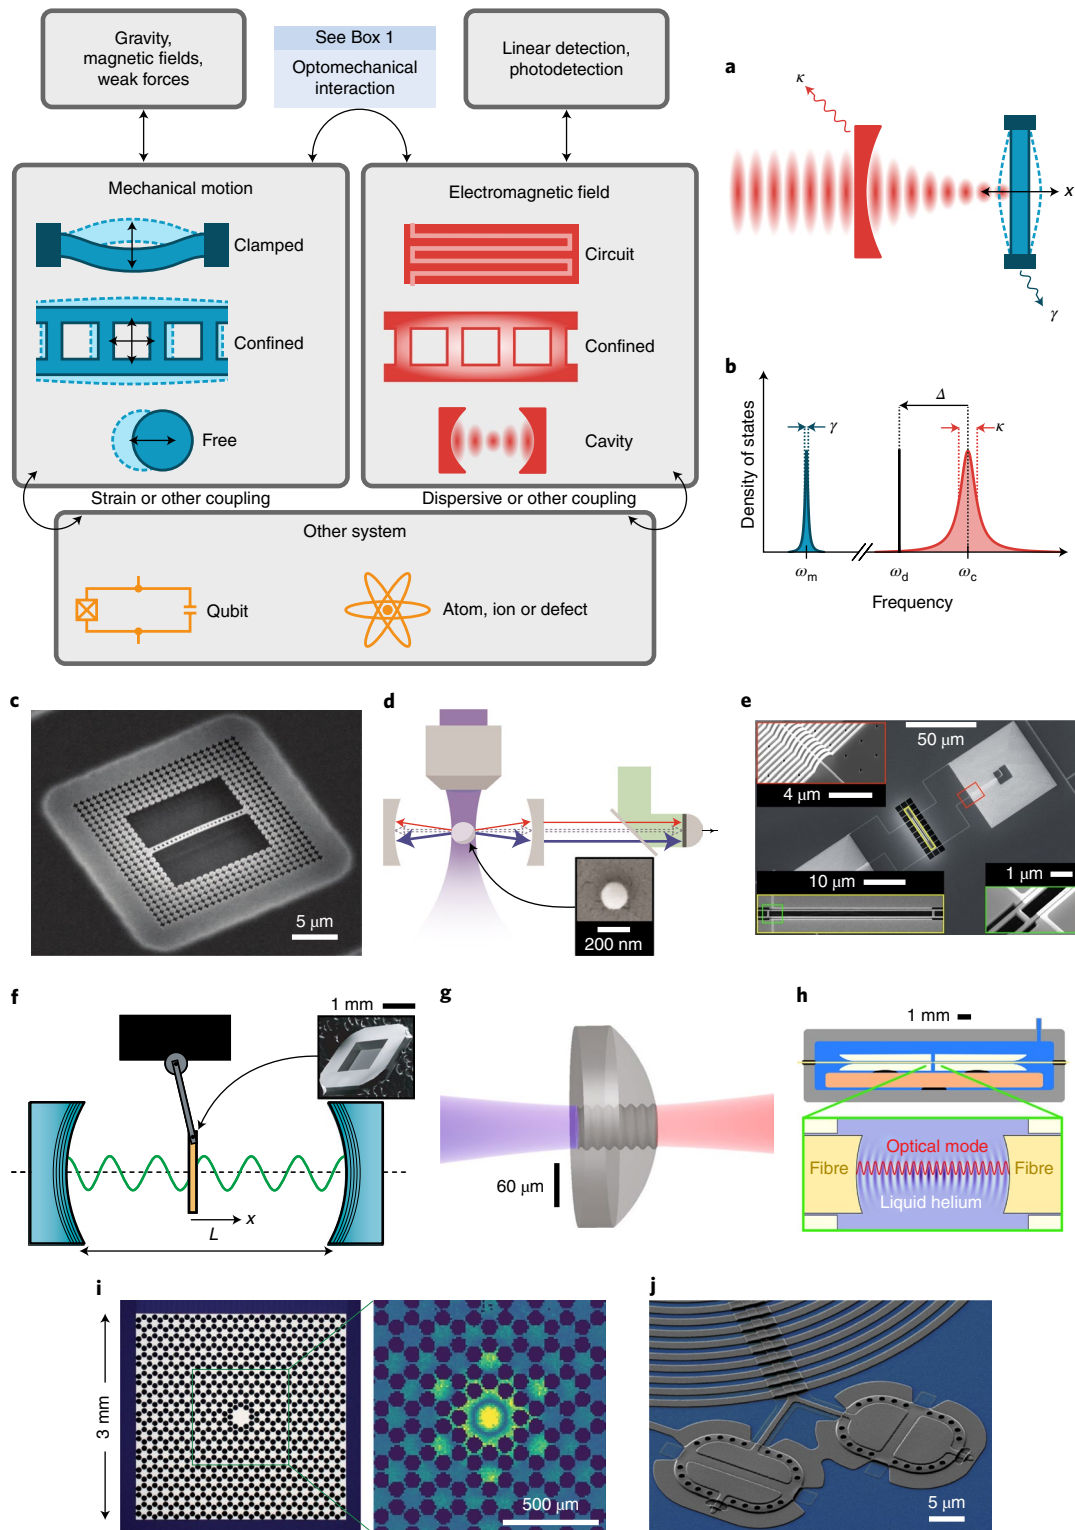 Gravity,
magnetic fields,
weak forces
See Box 1
Optomechanical
interaction
Linear detection,
photodetection
Mechanical motion
Clamped
Confined
Free
Electromagnetic field
Circuit
Confined
Cavity
Strain or other coupling
Dispersive or other coupling
Other system
Qubit
Atom, ion or defect
a
κ
x
γ
b
Density of states
γ
Δ
κ
ωm
ωd
ωc
Frequency
c
5 μm
d
200 nm
e
50 μm
4 μm
10 μm
1 μm
f
1 mm
x
L
g
60 μm
h
1 mm
Optical mode
Fibre
Fibre
Liquid helium
i
3 mm
500 μm
j
5 μm